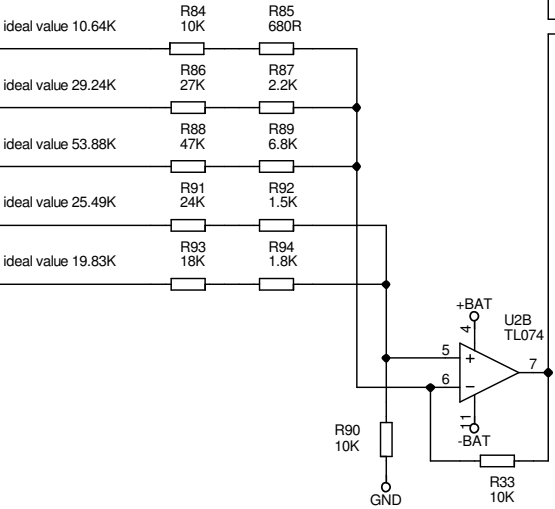 R84 R85
ideal value 10.64K 10K 680R
R86 R87
ideal value 29.24K 27K 2.2K
R88 R89
ideal value 53.88K 47K 6.8K
R91 R92
ideal value 25.49K 24K 1.5K
R93 R94
ideal value 19.83K 18K 1.8K
+BAT
4
U2B
TL074
5 +
7
6 −
11
-BAT
R90
10K
GND
R33
10K